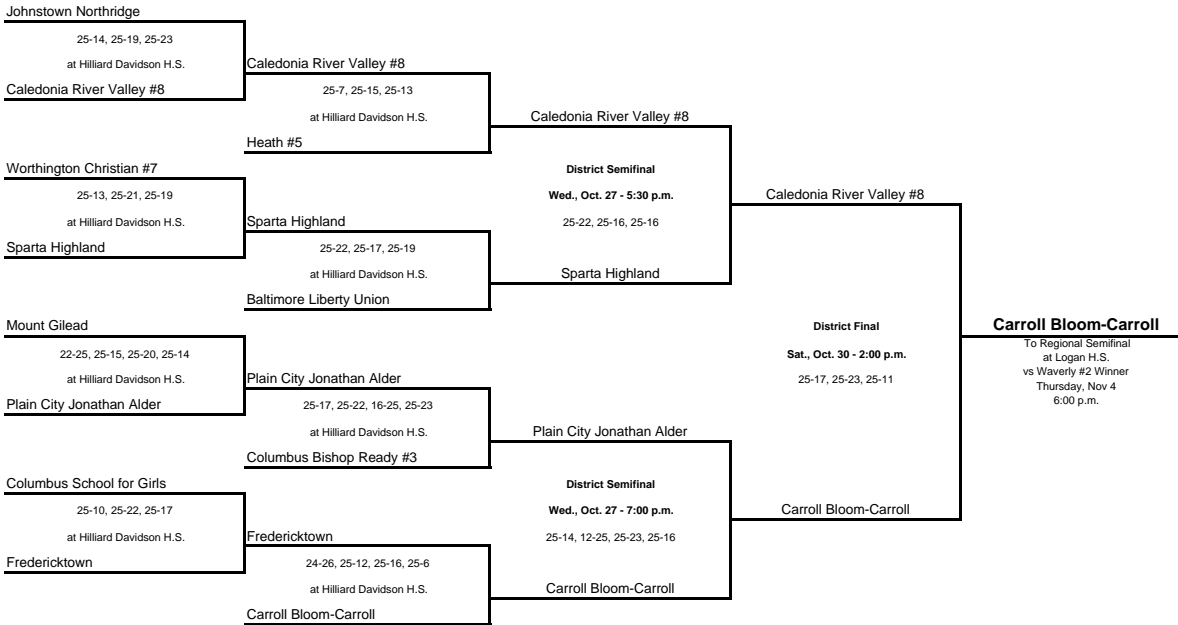 Johnstown Northridge
25-14, 25-19, 25-23
at Hilliard Davidson H.S.
Caledonia River Valley #8
Caledonia River Valley #8
25-7, 25-15, 25-13
at Hilliard Davidson H.S.
Heath #5
Caledonia River Valley #8
Worthington Christian #7
25-13, 25-21, 25-19
at Hilliard Davidson H.S.
Sparta Highland
Sparta Highland
25-22, 25-17, 25-19
at Hilliard Davidson H.S.
Baltimore Liberty Union
District Semifinal
Wed., Oct. 27 - 5:30 p.m.
25-22, 25-16, 25-16
Sparta Highland
Caledonia River Valley #8
Mount Gilead
22-25, 25-15, 25-20, 25-14
at Hilliard Davidson H.S.
Plain City Jonathan Alder
Plain City Jonathan Alder
25-17, 25-22, 16-25, 25-23
at Hilliard Davidson H.S.
Columbus Bishop Ready #3
Plain City Jonathan Alder
District Final
Sat., Oct. 30 - 2:00 p.m.
25-17, 25-23, 25-11
Carroll Bloom-Carroll
To Regional Semifinal
at Logan H.S.
vs Waverly #2 Winner
Thursday, Nov 4
6:00 p.m.
Columbus School for Girls
25-10, 25-22, 25-17
at Hilliard Davidson H.S.
Fredericktown
Fredericktown
24-26, 25-12, 25-16, 25-6
at Hilliard Davidson H.S.
Carroll Bloom-Carroll
District Semifinal
Wed., Oct. 27 - 7:00 p.m.
25-14, 12-25, 25-23, 25-16
Carroll Bloom-Carroll
Carroll Bloom-Carroll